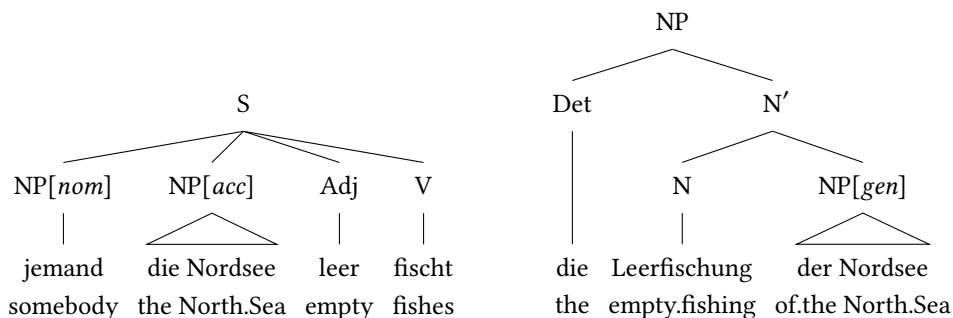 NP
S Det N′
NP[nom] NP[acc] Adj V N NP[gen]
jemand die Nordsee leer fischt die Leerfischung der Nordsee
somebody the North.Sea empty fishes the empty.fishing of.the North.Sea